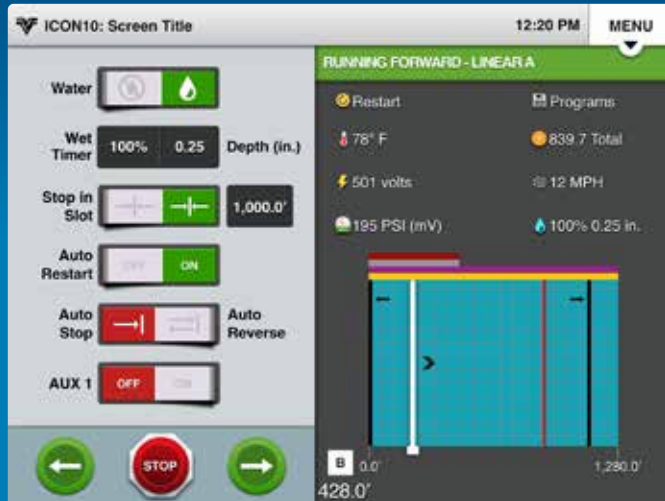 ICON10: Screen Title
12:20 PM
MENU
Water
Wet Timer
100%
0.25
Depth (in.)
Stop in Slot
1,000.0'
Auto Restart
OFF
ON
Auto Stop
Auto Reverse
AUX 1
OFF
ON
STOP
RUNNING FORWARD - LINEAR A
Restart
Programs
78° F
839.7 Total
501 volts
12 MPH
195 PSI (mV)
100% 0.25 in.
B
0.0'
1,280.0'
428.0'